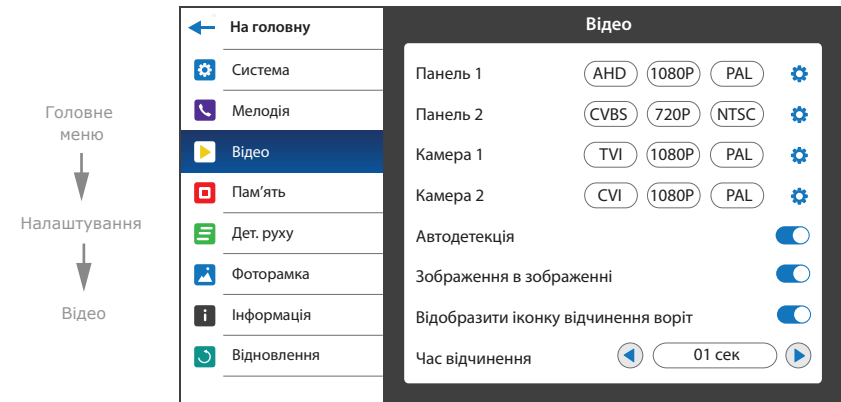 Головне
меню
Налаштування
Відео
На головну
Система
Мелодія
Відео
Пам’ять
Дет. руху
Фоторамка
Інформація
Відновлення
Відео
Панель 1 AHD 1080P PAL
Панель 2 CVBS 720P NTSC
Камера 1 TVI 1080P PAL
Камера 2 CVI 1080P PAL
Автодетекція
Зображення в зображенні
Відобразити іконку відчинення воріт
Час відчинення 01 сек